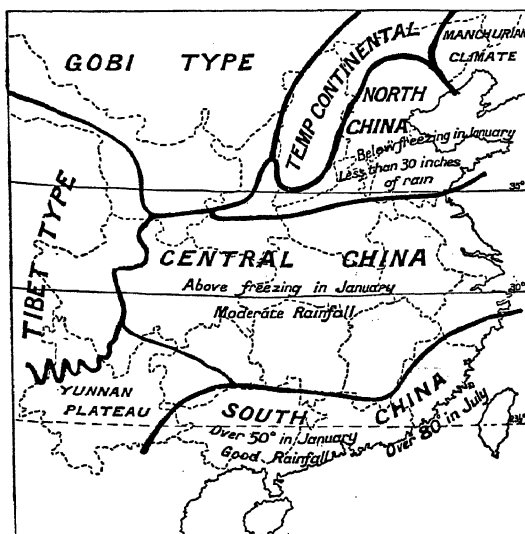 GOBI TYPE
TEMP CONTINENTAL
MANCHURIAN
CLIMATE
NORTH
CHINA
Below freezing in January
Less than 30 inches
of rain
35°
TIBET TYPE
CENTRAL CHINA
Above freezing in January
Moderate Rainfall
30°
YUNNAN
PLATEAU
SOUTH CHINA
Over 50° in January
Good Rainfall
Over 80° in July